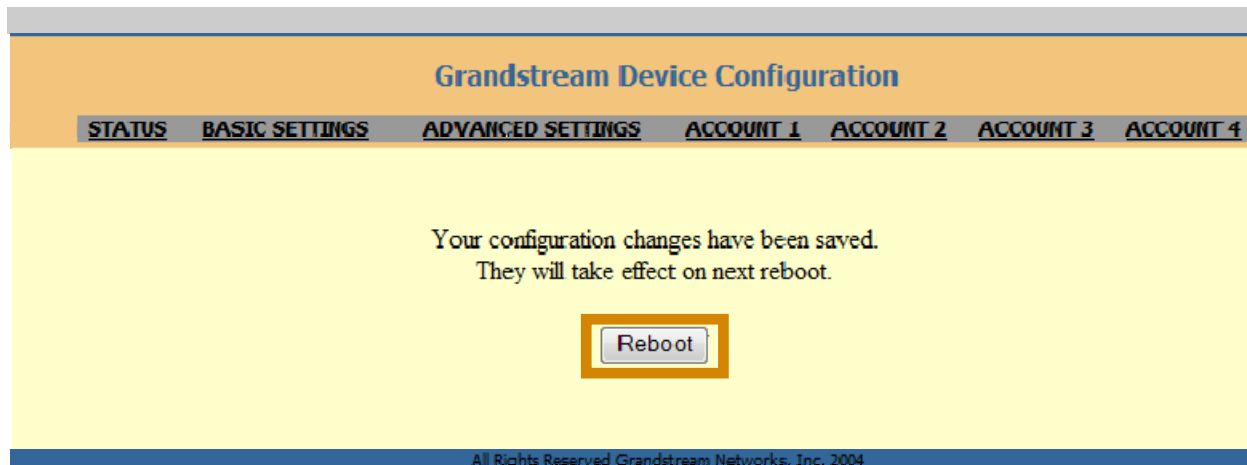 Grandstream Device Configuration
STATUS BASIC SETTINGS ADVANCED SETTINGS ACCOUNT 1 ACCOUNT 2 ACCOUNT 3 ACCOUNT 4
Your configuration changes have been saved.
They will take effect on next reboot.
Reboot
All Rights Reserved Grandstream Networks, Inc. 2004